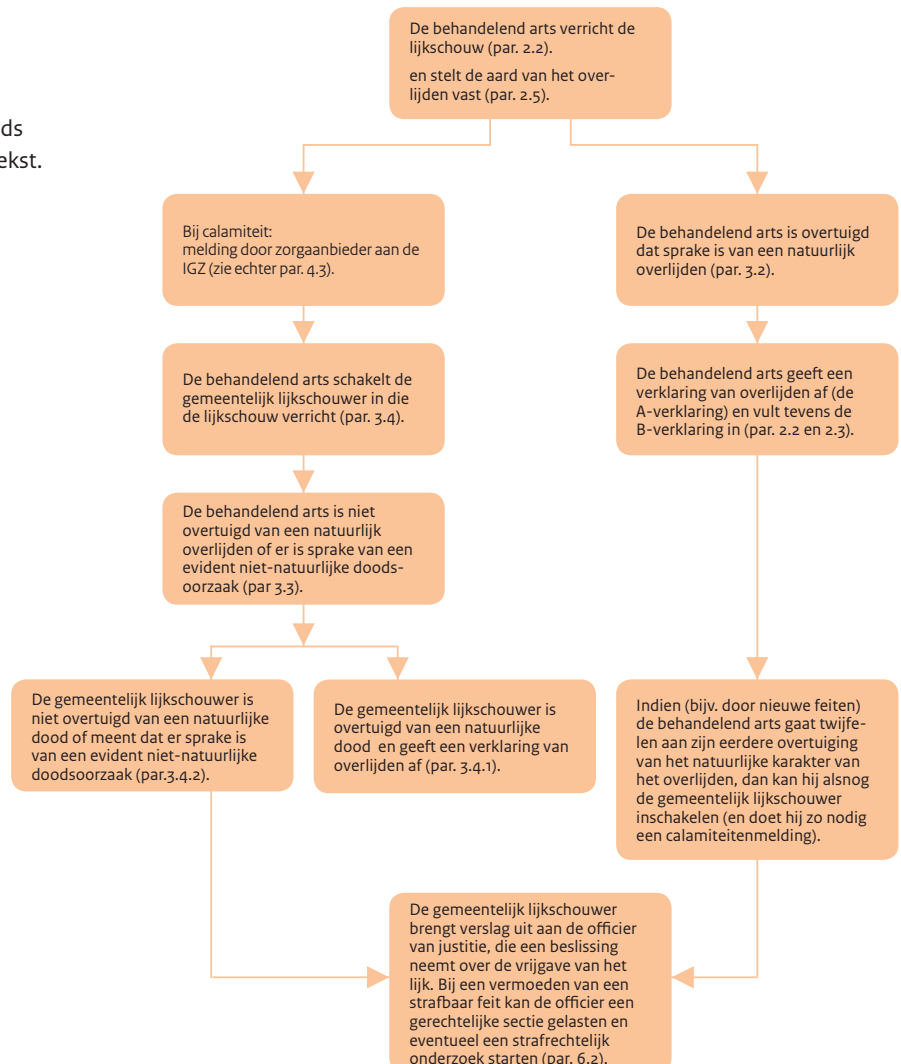 De behandelend arts verricht de
lijkschouw (par. 2.2).
en stelt de aard van het over-
lijden vast (par. 2.5).
ds
ekst.
Bij calamiteit:
melding door zorgaanbieder aan de
IGZ (zie echter par. 4.3).
De behandelend arts is overtuigd
dat sprake is van een natuurlijk
overlijden (par. 3.2).
De behandelend arts schakelt de
gemeentelijk lijkschouwer in die
de lijkschouw verricht (par. 3.4).
De behandelend arts geeft een
verklaring van overlijden af (de
A-verklaring) en vult tevens de
B-verklaring in (par. 2.2 en 2.3).
De behandelend arts is niet
overtuigd van een natuurlijk
overlijden of er is sprake van een
evident niet-natuurlijke doods-
oorzaak (par 3.3).
De gemeentelijk lijkschouwer is
niet overtuigd van een natuurlijke
dood of meent dat er sprake is
van een evident niet-natuurlijke
doodsoorzaak (par.3.4.2).
De gemeentelijk lijkschouwer is
overtuigd van een natuurlijke
dood en geeft een verklaring van
overlijden af (par. 3.4.1).
Indien (bijv. door nieuwe feiten)
de behandelend arts gaat twijfe-
len aan zijn eerdere overtuiging
van het natuurlijke karakter van
het overlijden, dan kan hij alsnog
de gemeentelijk lijkschouwer
inschakelen (en doet hij zo nodig
een calamiteitenmelding).
De gemeentelijk lijkschouwer
brengt verslag uit aan de officier
van justitie, die een beslissing
neemt over de vrijgave van het
lijk. Bij een vermoeden van een
strafbaar feit kan de officier een
gerechtelijke sectie gelasten en
eventueel een strafrechtelijk
onderzoek starten (par. 6.2).